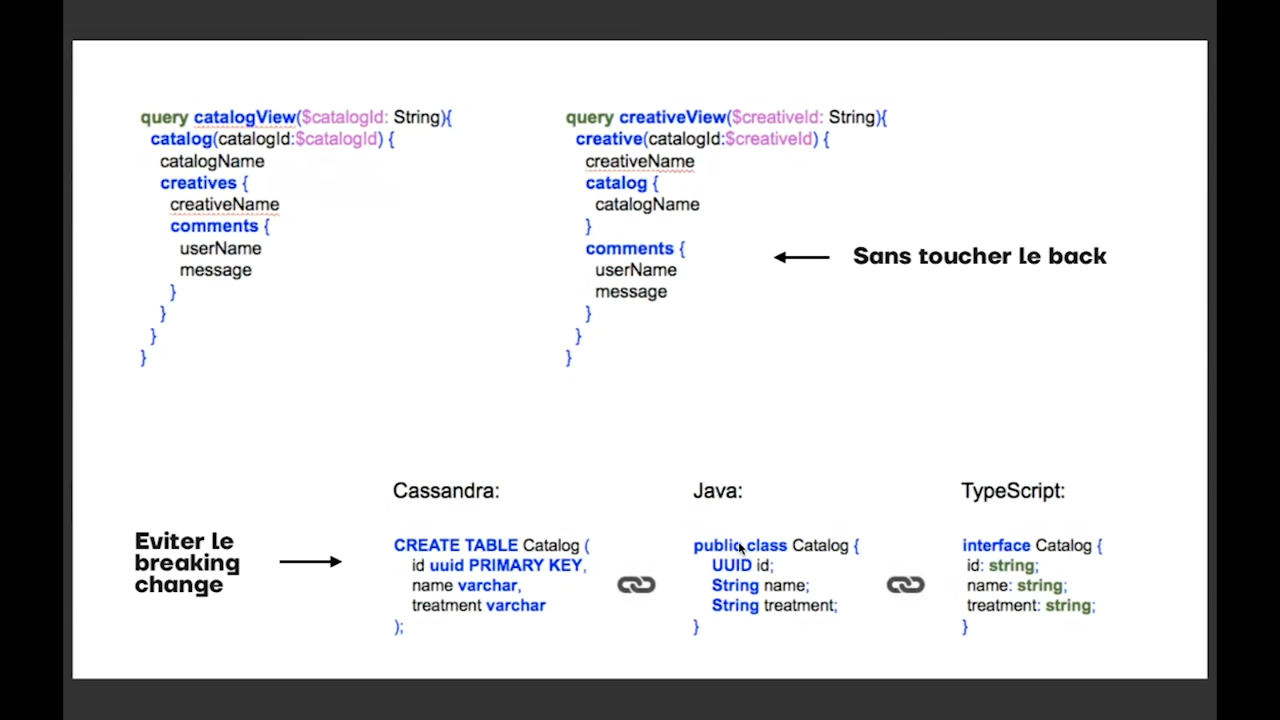 query catalogView($catalogId: String){
catalog(catalogId:$catalogId) {
catalogName
creatives {
creativeName
comments {
userName
message
}
}
}
}
query creativeView($creativeId: String){
creative(catalogId:$creativeId) {
creativeName
catalog {
catalogName
}
comments {
userName
message
}
}
}
Sans toucher le back
Eviter le
breaking
change
Cassandra:
CREATE TABLE Catalog (
id uuid PRIMARY KEY,
name varchar,
treatment varchar
);
Java:
public class Catalog {
UUID id;
String name;
String treatment;
}
TypeScript:
interface Catalog {
id: string;
name: string;
treatment: string;
}